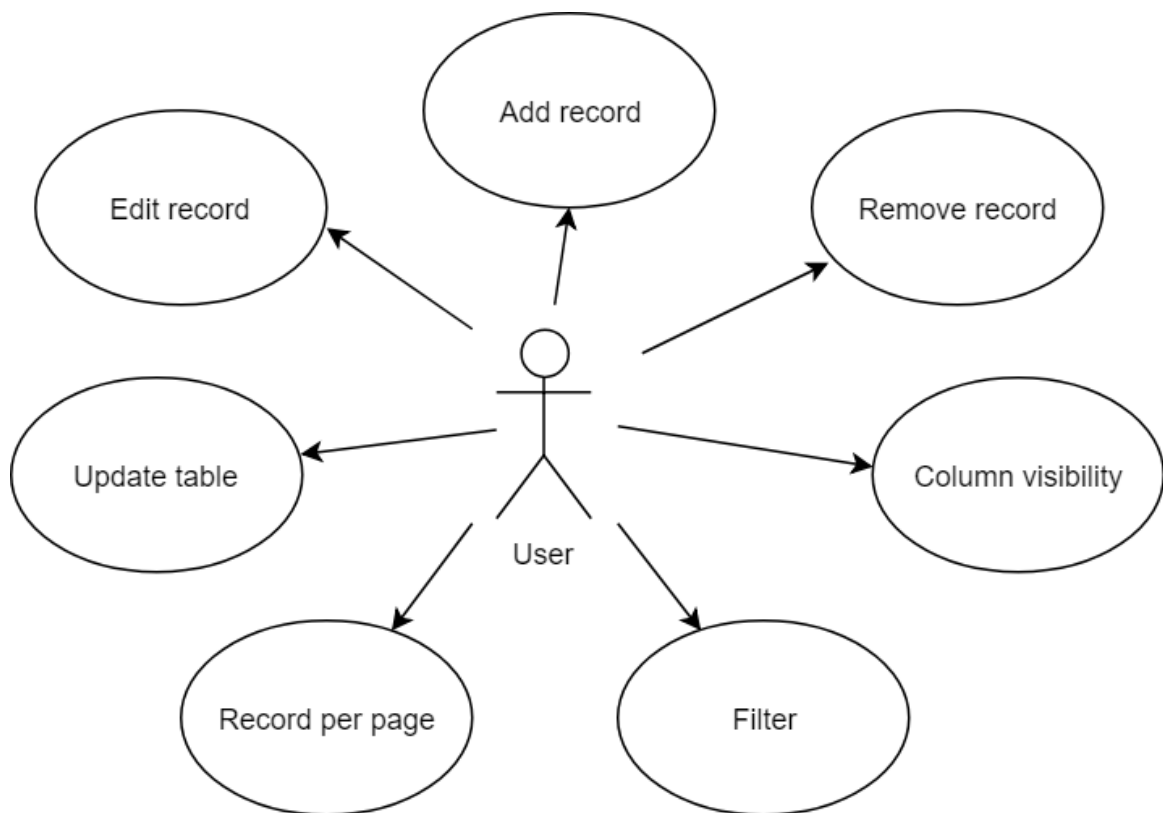 Add record
Edit record
Remove record
Update table
Column visibility
User
Record per page
Filter